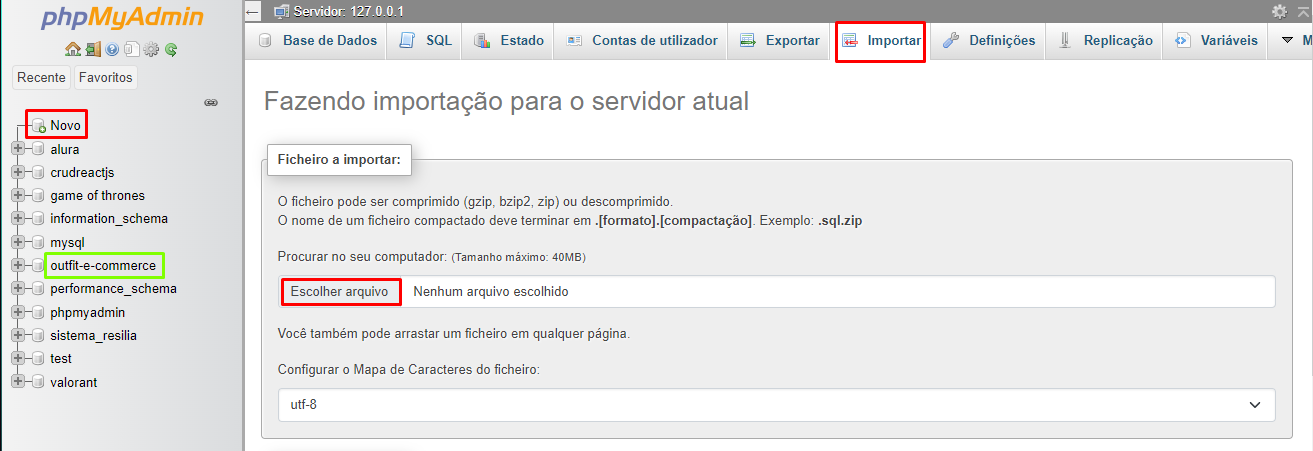 phpMyAdmin
Recente Favoritos
Novo
alura
crudreactjs
game of thrones
information_schema
mysql
outfit-e-commerce
performance_schema
phpmyadmin
sistema_resilia
test
valorant
Servidor: 127.0.0.1
Base de Dados SQL Estado Contas de utilizador Exportar Importar Definições Replicação Variáveis M
Fazendo importação para o servidor atual
Ficheiro a importar:
O ficheiro pode ser comprimido (gzip, bzip2, zip) ou descomprimido.
O nome de um ficheiro compactado deve terminar em .[formato].[compactação]. Exemplo: .sql.zip
Procurar no seu computador: (Tamanho máximo: 40MB)
Escolher arquivo Nenhum arquivo escolhido
Você também pode arrastar um ficheiro em qualquer página.
Configurar o Mapa de Caracteres do ficheiro:
utf-8